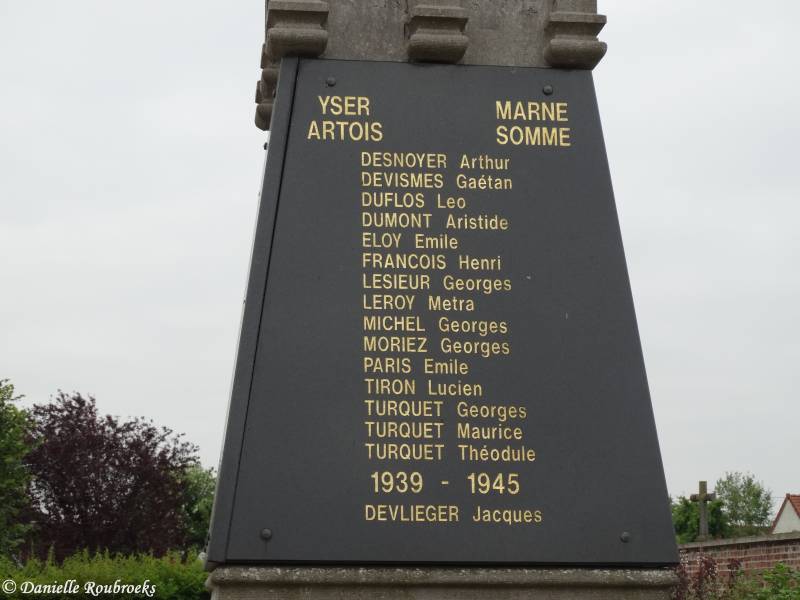 YSER MARNE
ARTOIS SOMME
DESNOYER Arthur
DEVISMES Gaétan
DUFLOS Leo
DUMONT Aristide
ELOY Emile
FRANCOIS Henri
LESIEUR Georges
LEROY Metra
MICHEL Georges
MORIEZ Georges
PARIS Emile
TIRON Lucien
TURQUET Georges
TURQUET Maurice
TURQUET Théodule
1939 - 1945
DEVLIEGER Jacques
© Danielle Roubroeks